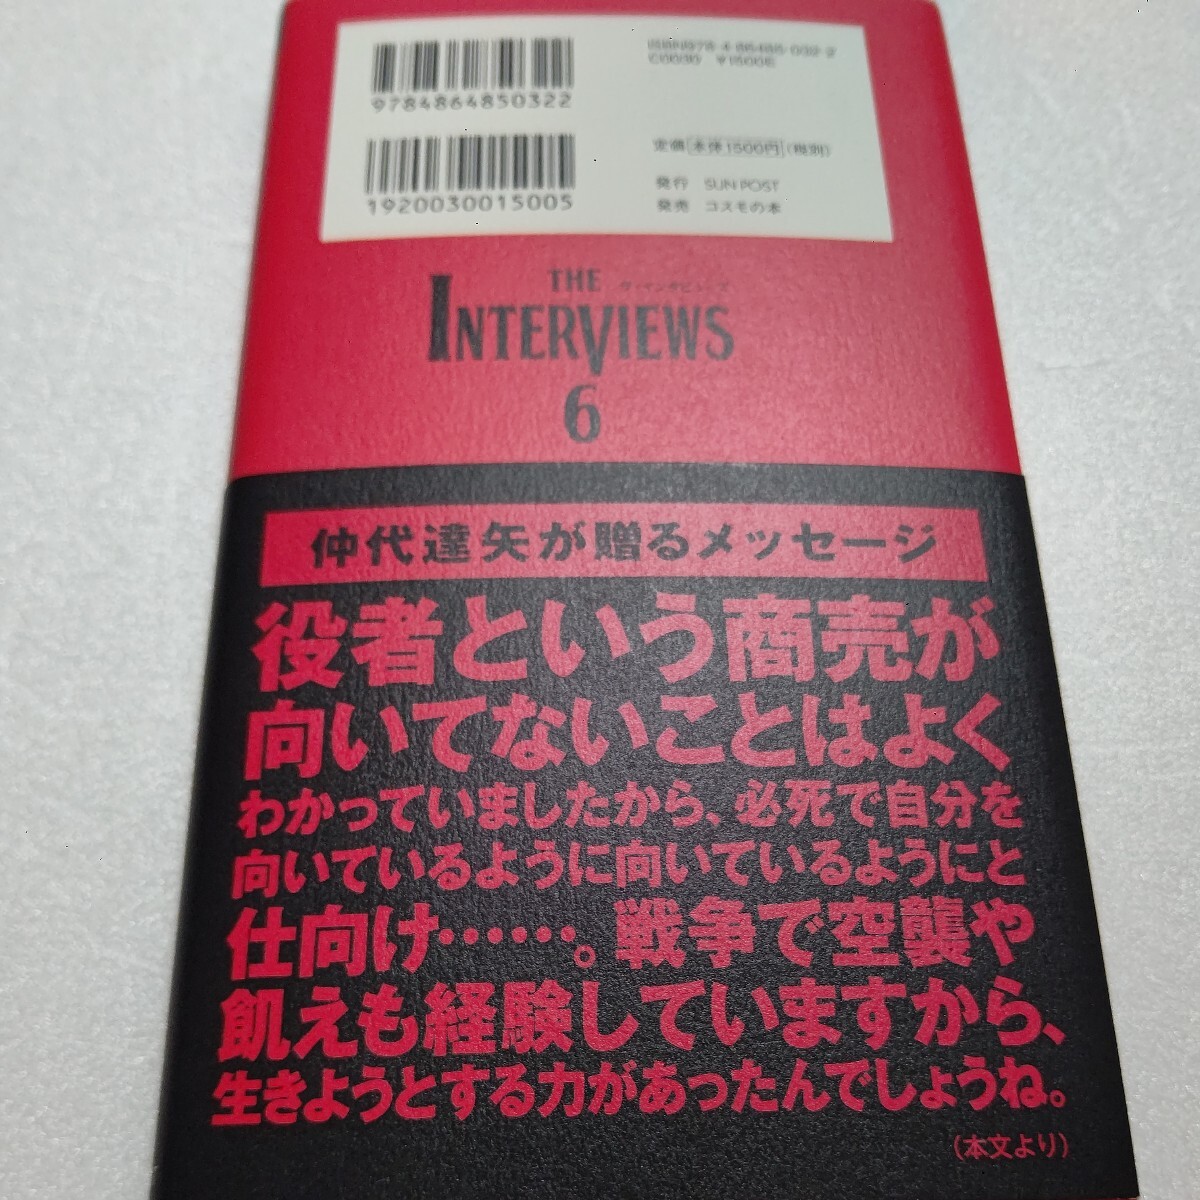 9784864850322
ISBN978-4-86485-032-2
C0030 ¥1500E
1920030015005
定価 本体1500円 (税別)
発行 SUN POST
発売 コスモの本
THE
ザ・インタビューズ
INTERVIEWS
6
仲代達矢が贈るメッセージ
役者という商売が
向いてないことはよく
わかっていましたから、必死で自分を
向いているように向いているようにと
仕向け……。戦争で空襲や
飢えも経験していますから、
生きようとする力があったんでしょうね。
(本文より)